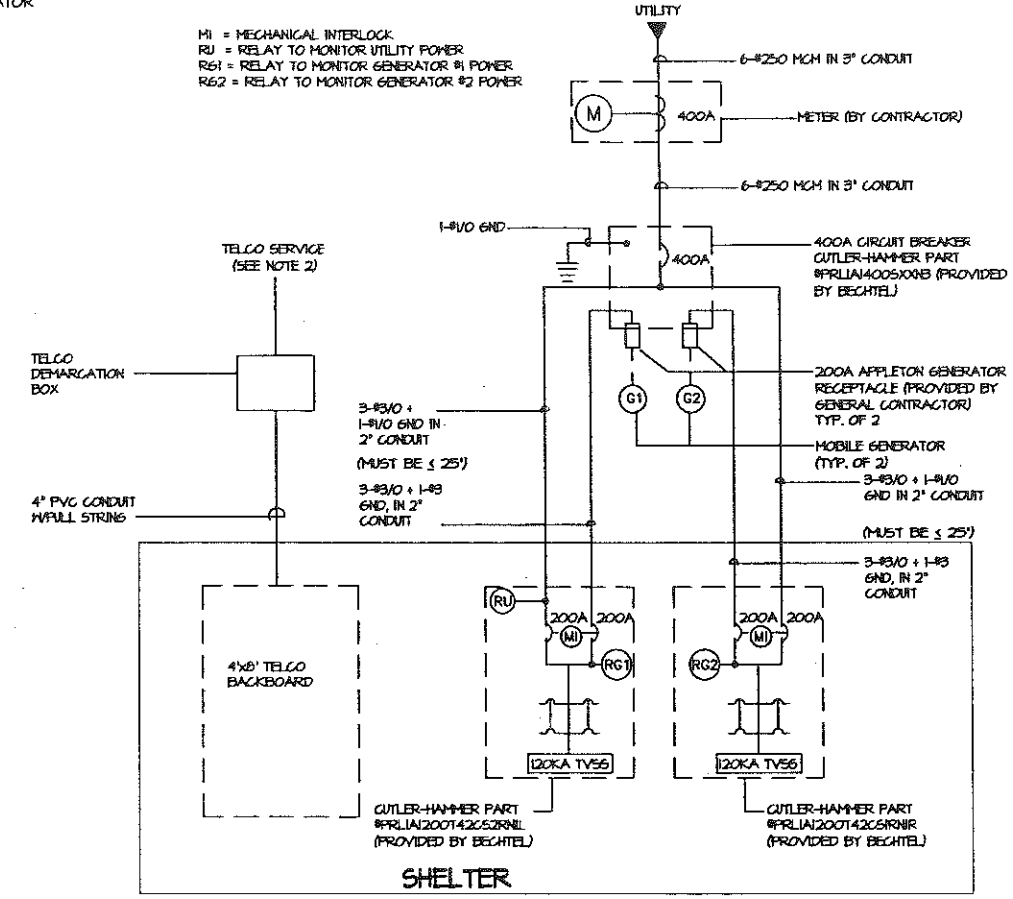 ATOR
MI = MECHANICAL INTERLOCK
RU = RELAY TO MONITOR UTILITY POWER
RG1 = RELAY TO MONITOR GENERATOR #1 POWER
RG2 = RELAY TO MONITOR GENERATOR #2 POWER
UTILITY
6-#250 MCM IN 3" CONDUIT
M
400A
METER (BY CONTRACTOR)
6-#250 MCM IN 3" CONDUIT
1-#1/0 GND
400A
400A CIRCUIT BREAKER
CUTLER-HAMMER PART
(PROVIDED
BY BECHTEL)
TELCO SERVICE
(SEE NOTE 2)
TELCO
DEMARCATION
BOX
200A APPLETON GENERATOR
RECEPTACLE (PROVIDED BY
GENERAL CONTRACTOR)
TYP. OF 2
G1
G2
MOBILE GENERATOR
(TYP. OF 2)
3-#3/0 +
1-#1/0 GND IN
2" CONDUIT
(MUST BE ≤ 25')
3-#3/0 + 1-#3
GND, IN 2"
CONDUIT
3-#3/0 + 1-#1/0
GND IN 2" CONDUIT
(MUST BE ≤ 25')
3-#3/0 + 1-#3
GND, IN 2"
CONDUIT
4" PVC CONDUIT
W/PULL STRING
RU
200A
200A
MI
RG1
200A
200A
MI
RG2
4'x8' TELCO
BACKBOARD
120KA TVSS
120KA TVSS
CUTLER-HAMMER PART
(PROVIDED BY BECHTEL)
CUTLER-HAMMER PART
(PROVIDED BY BECHTEL)
SHELTER